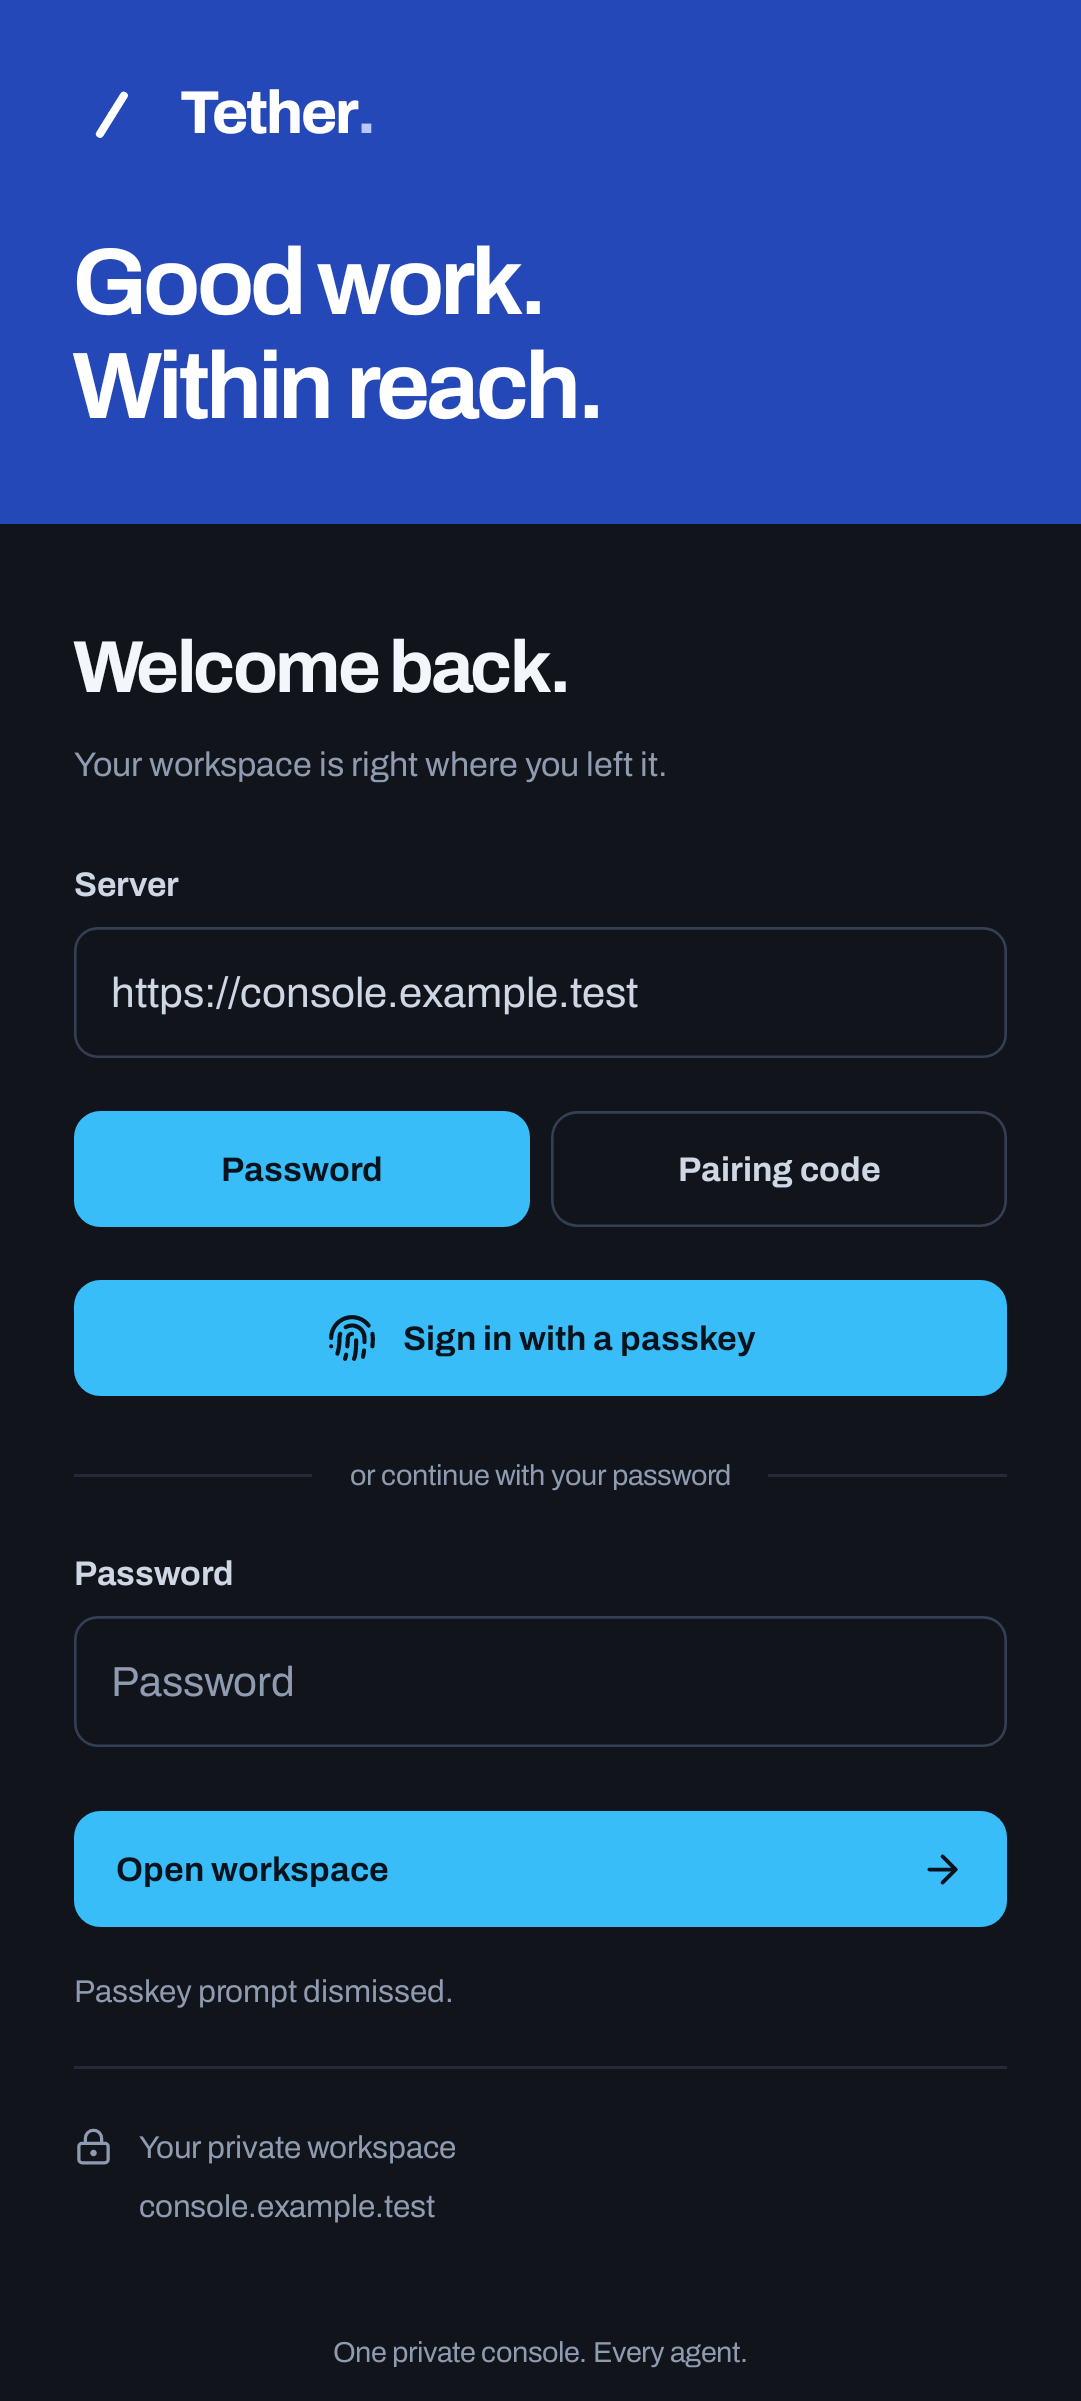 Tether.
Good work.
Within reach.
Welcome back.
Your workspace is right where you left it.
Server
https://console.example.test
Password
Pairing code
Sign in with a passkey
or continue with your password
Password
Password
Open workspace
Passkey prompt dismissed.
Your private workspace
console.example.test
One private console. Every agent.